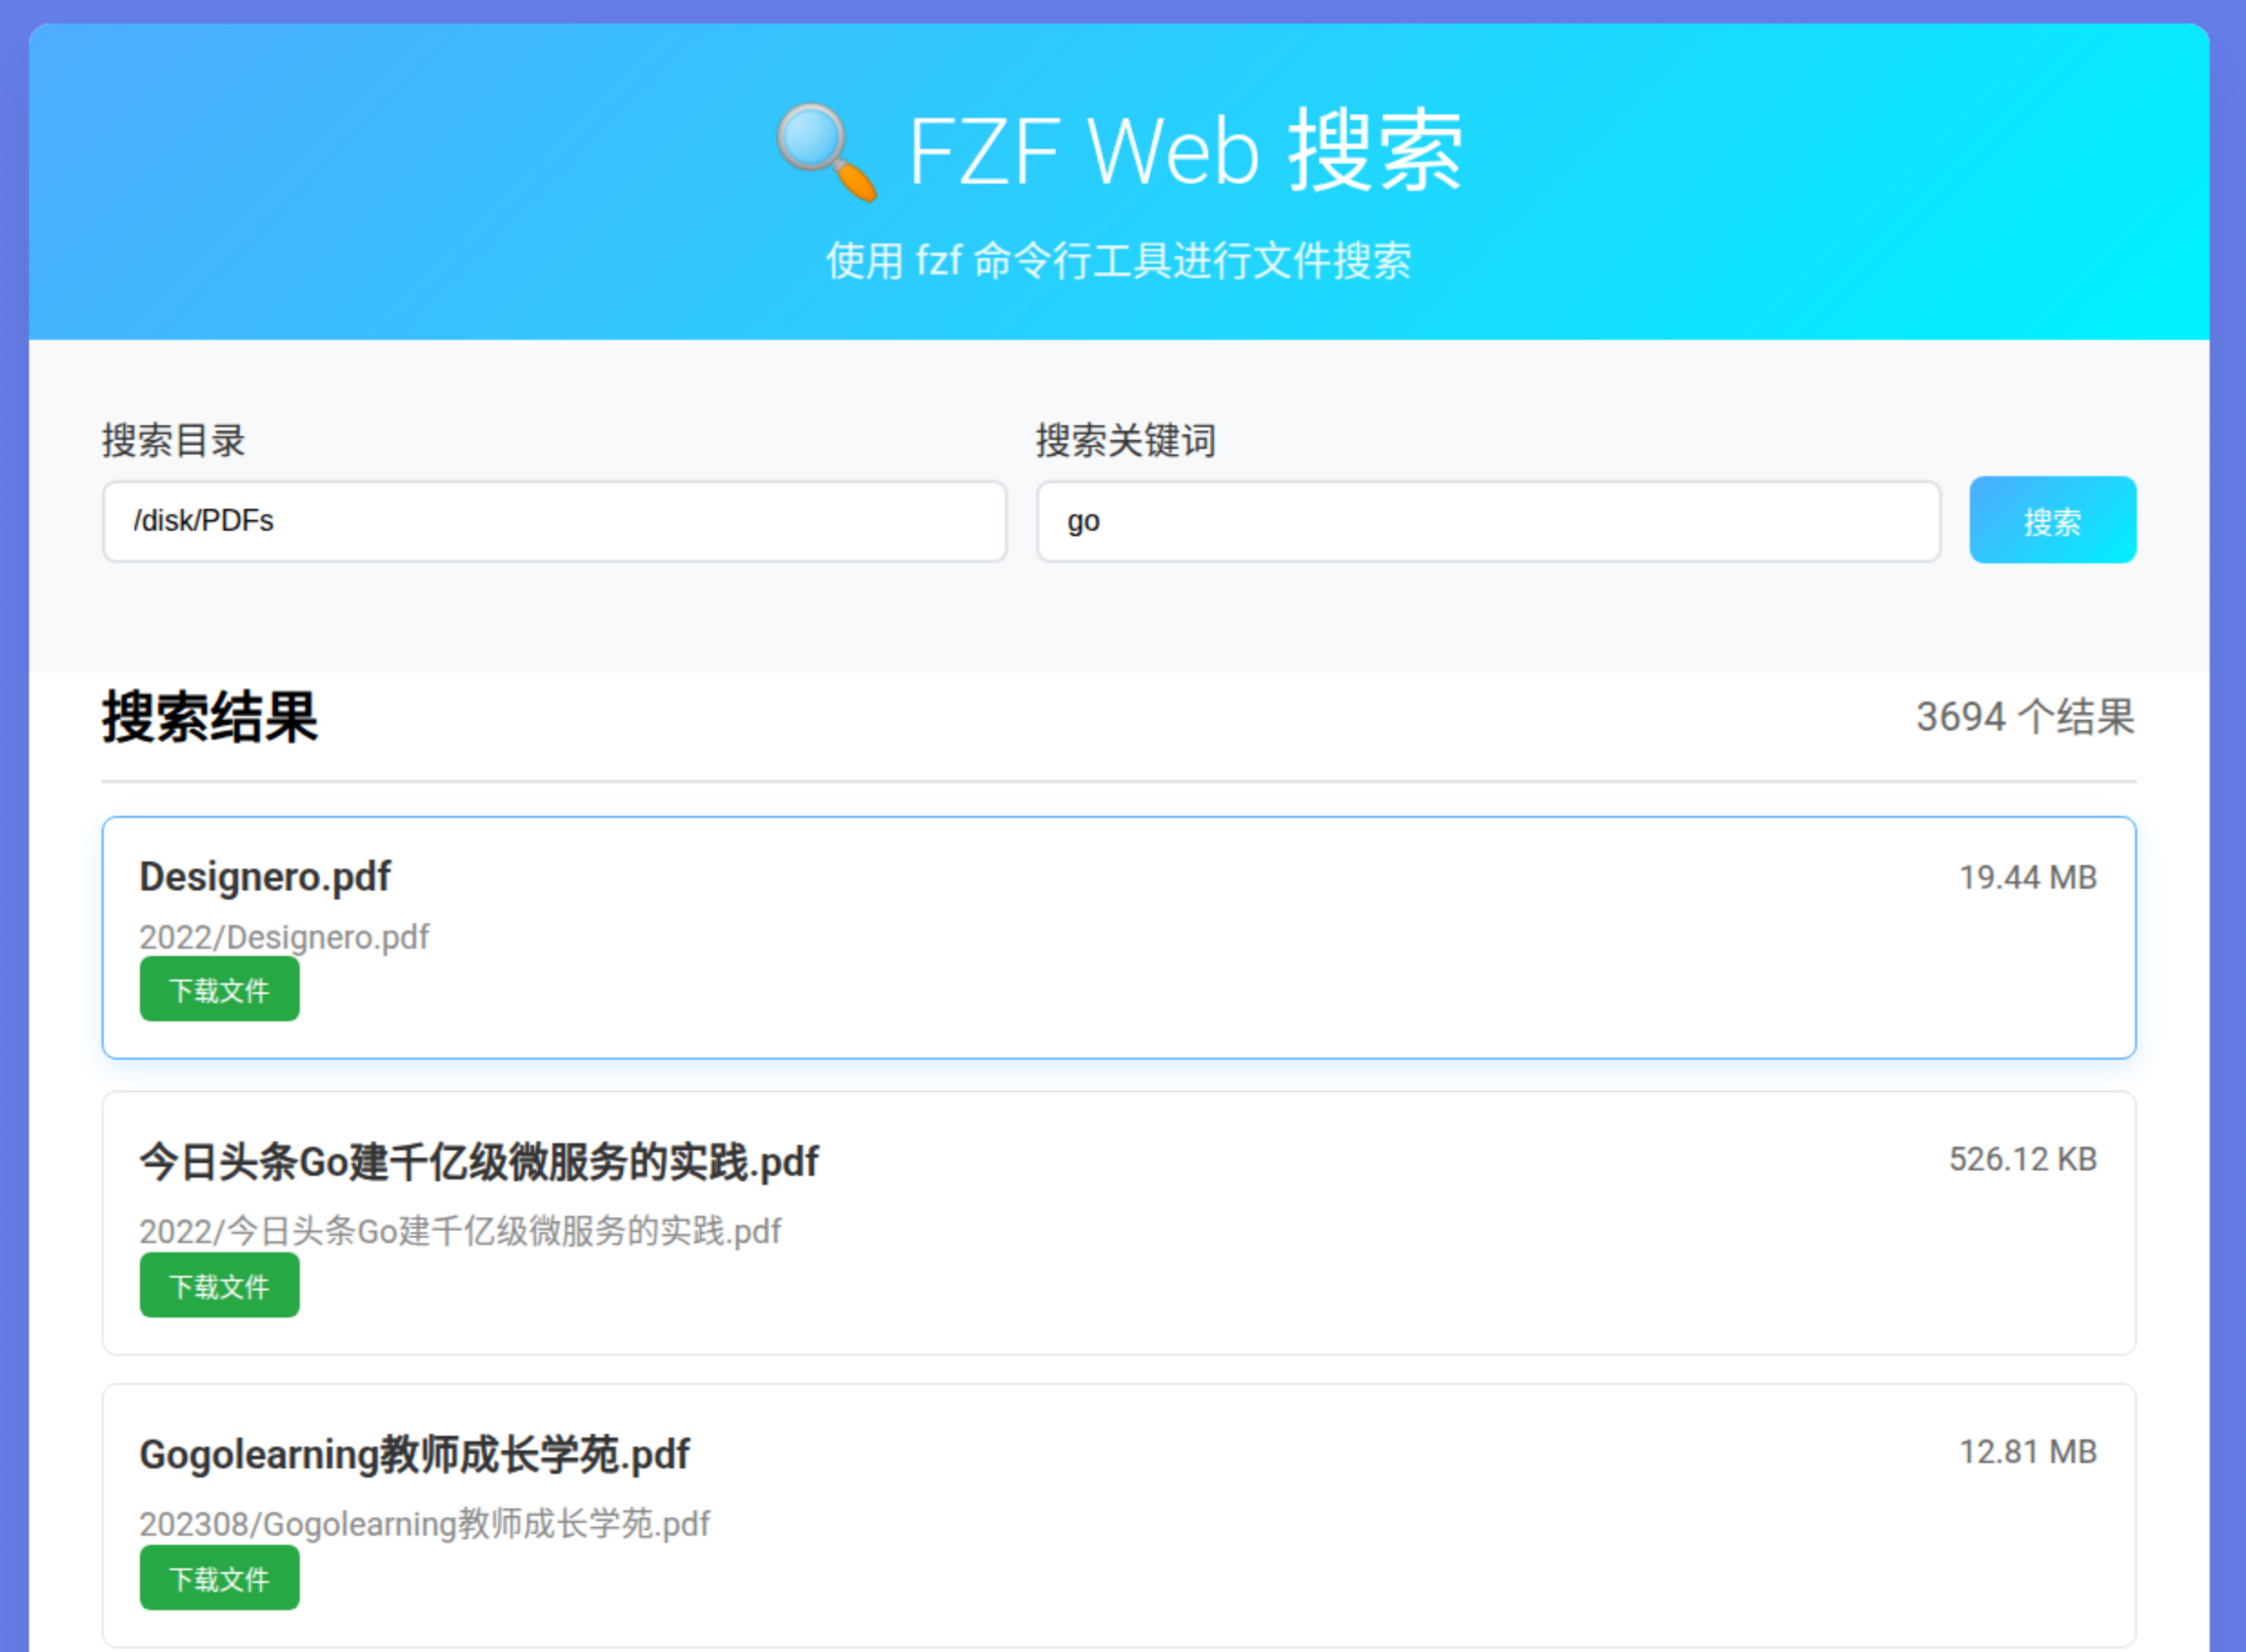 FZF Web 搜索
使用 fzf 命令行工具进行文件搜索
搜索目录
搜索关键词
/disk/PDFs
go
搜索
搜索结果
3694 个结果
Designero.pdf
19.44 MB
2022/Designero.pdf
下载文件
今日头条Go建千亿级微服务的实践.pdf
526.12 KB
2022/今日头条Go建千亿级微服务的实践.pdf
下载文件
Gogolearning教师成长学苑.pdf
12.81 MB
202308/Gogolearning教师成长学苑.pdf
下载文件